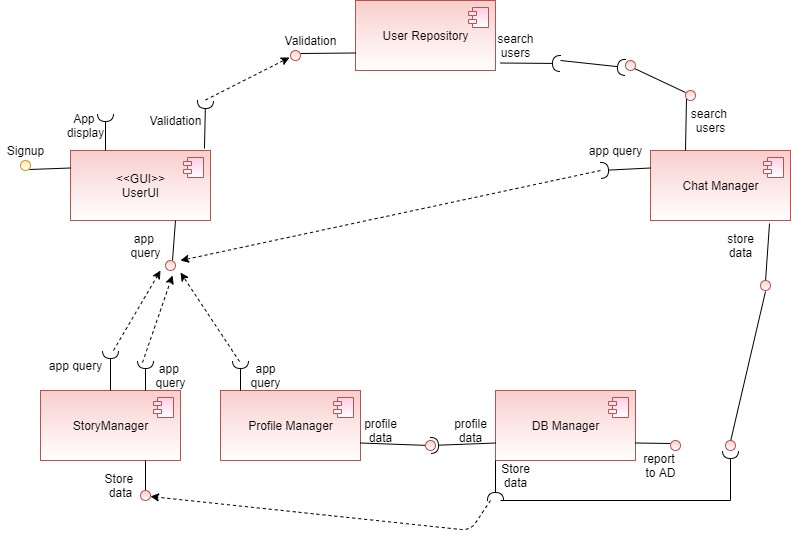 User Repository
Validation
search
users
App
display
Validation
search
users
Signup
app query
<<GUI>>
UserUI
Chat Manager
app
query
store
data
app query
app
query
app
query
StoryManager
Profile Manager
profile
data
profile
data
DB Manager
report
to AD
Store
data
Store
data